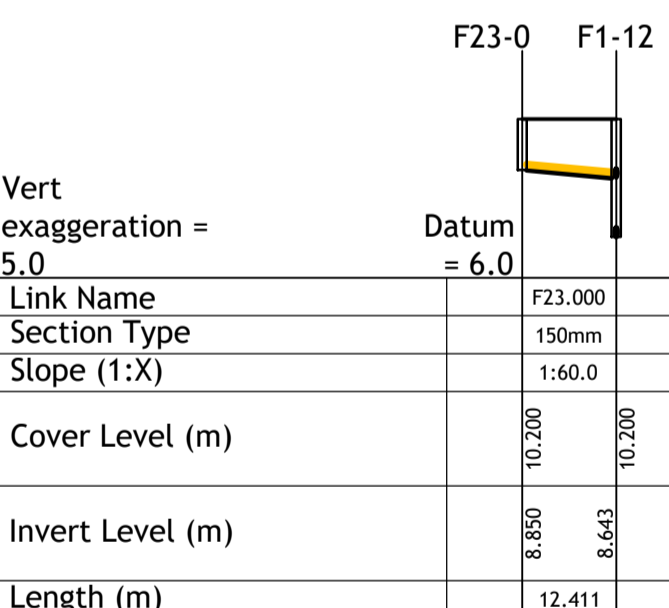 F23-0 F1-12
Vert
exaggeration = Datum
5.0 = 6.0
Link Name F23.000
Section Type 150mm
Slope (1:X) 1:60.0
Cover Level (m) 10.200 10.200
Invert Level (m) 8.850 8.643
Length (m) 12.411